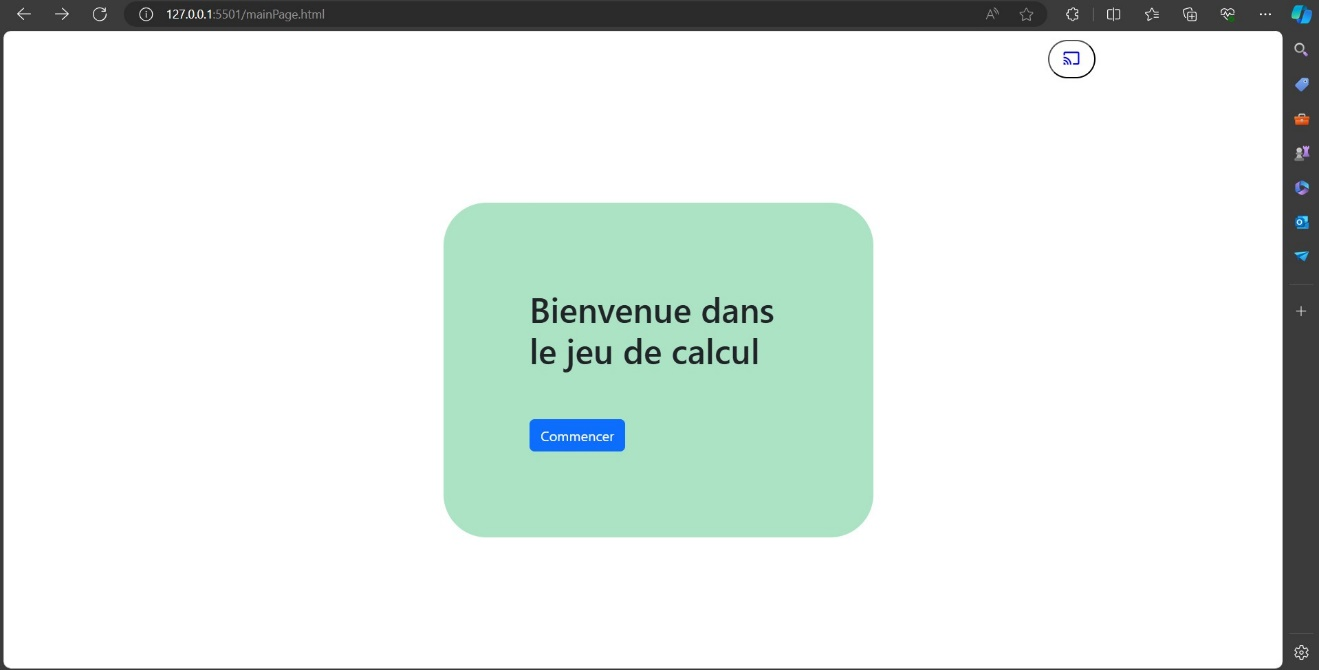 127.0.0.1:5501/mainPage.html
Bienvenue dans
le jeu de calcul
Commencer